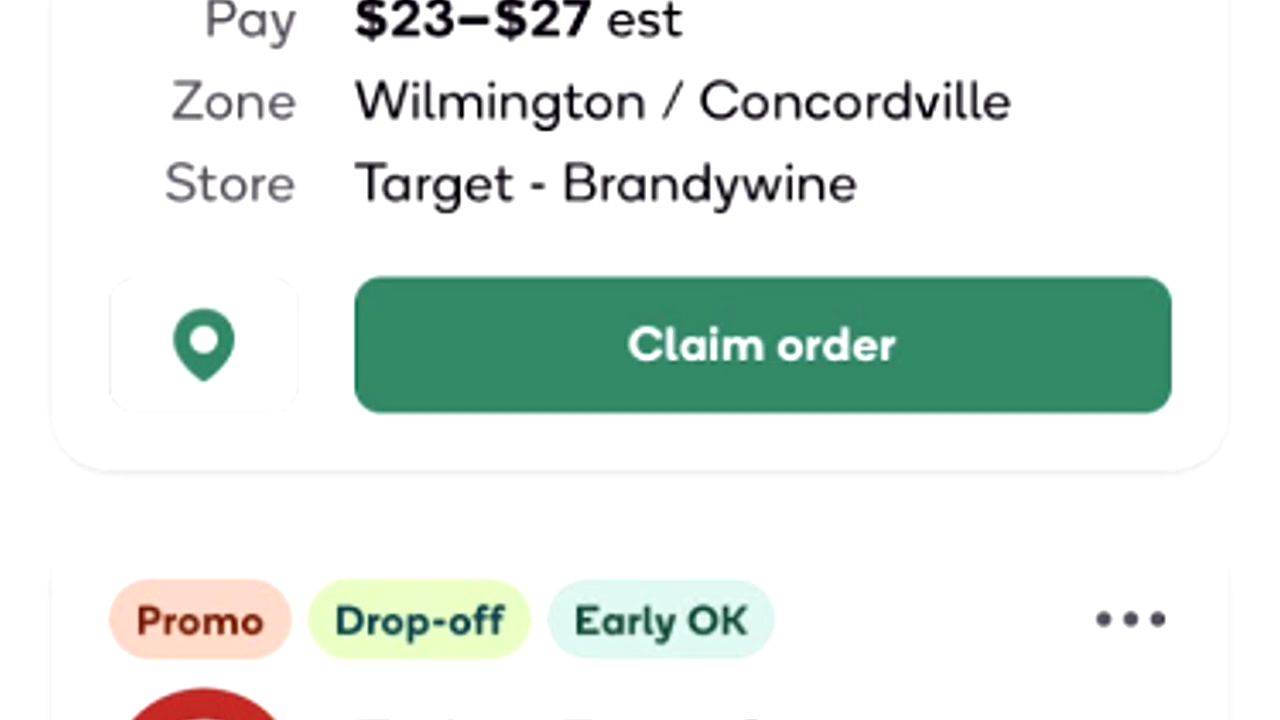 Pay $23–$27 est
Zone Wilmington / Concordville
Store Target - Brandywine
Claim order
Promo Drop-off Early OK